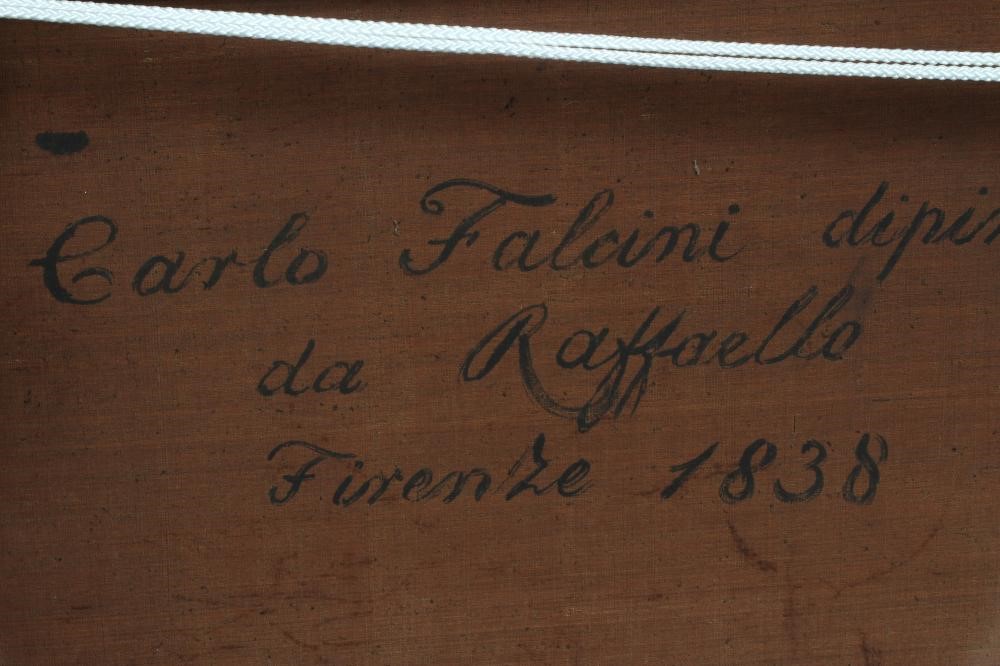 Carlo Falcini dipin
da Raffaello
Firenze 1838